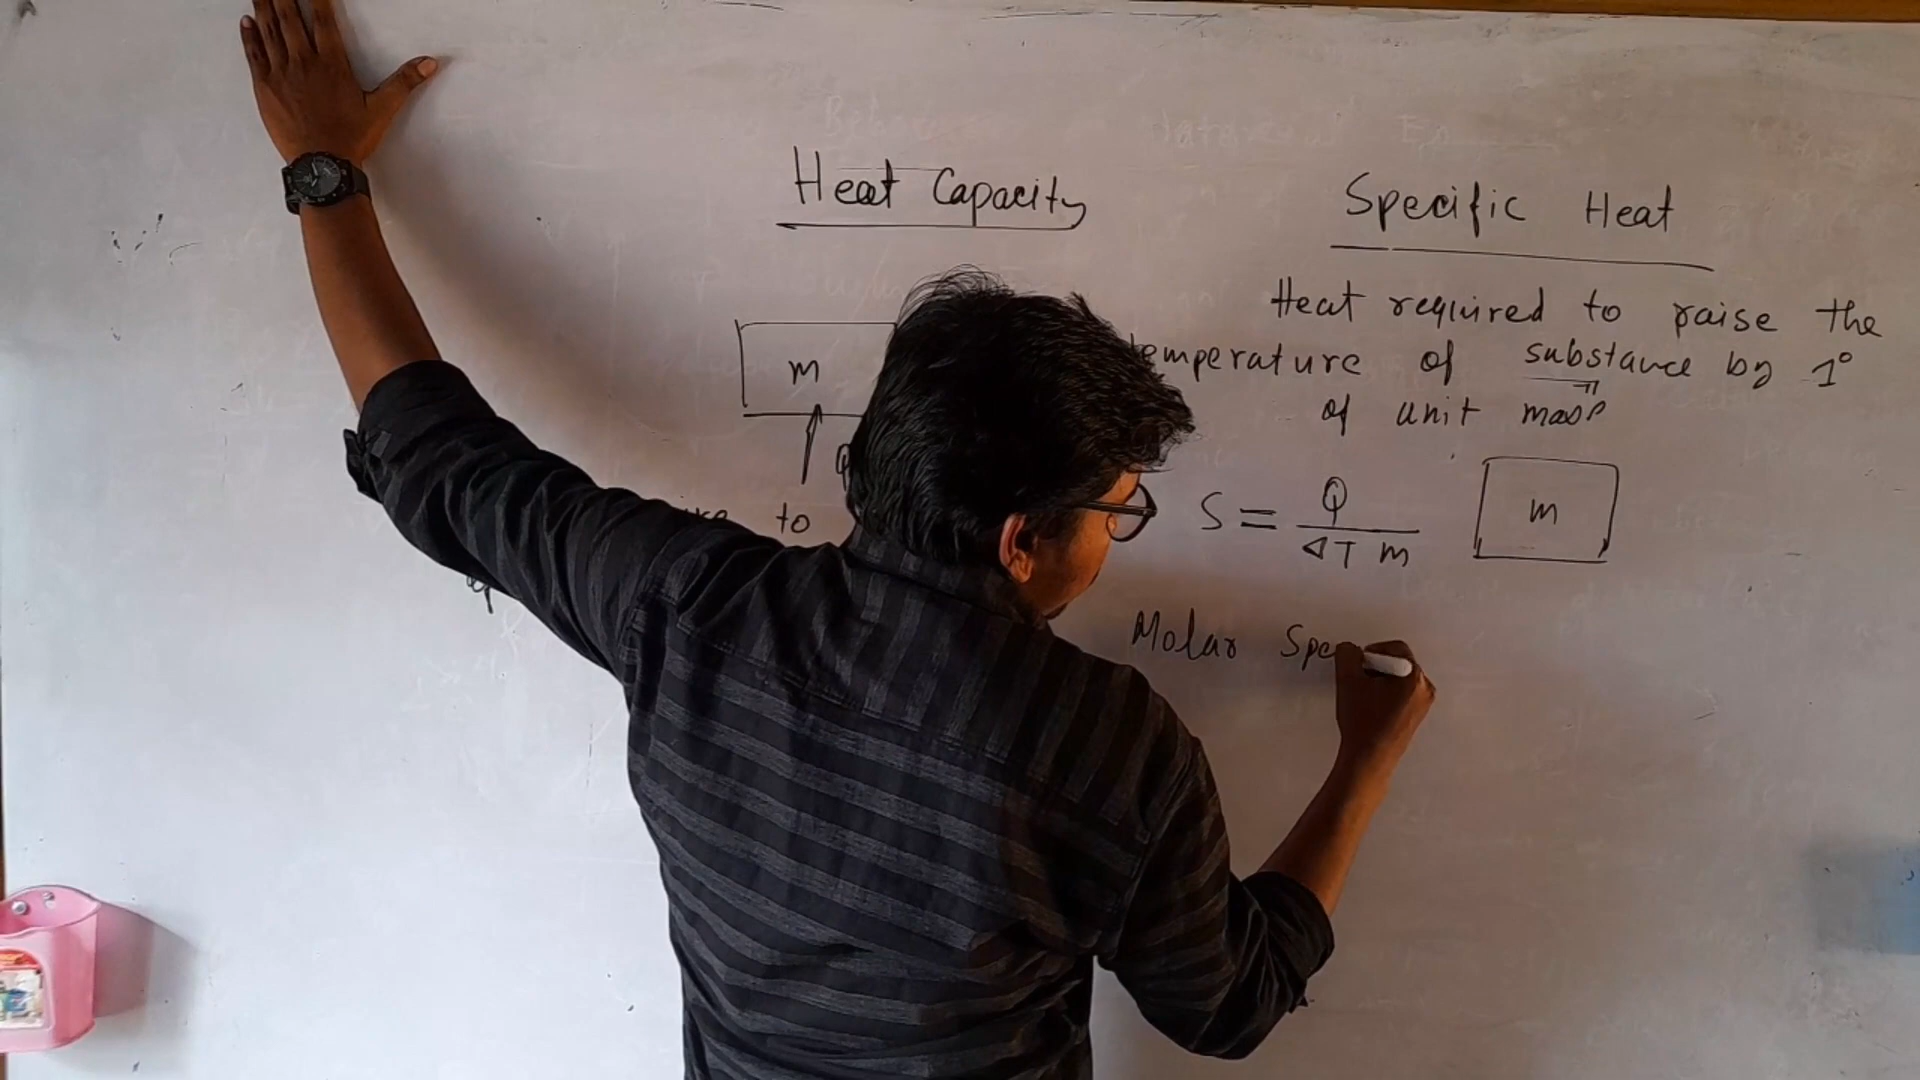 Heat Capacity
m
to
Specific Heat
Heat required to raise the
temperature of substance by 1°
of unit mass
S = Q / ΔT m
m
Molar Spe